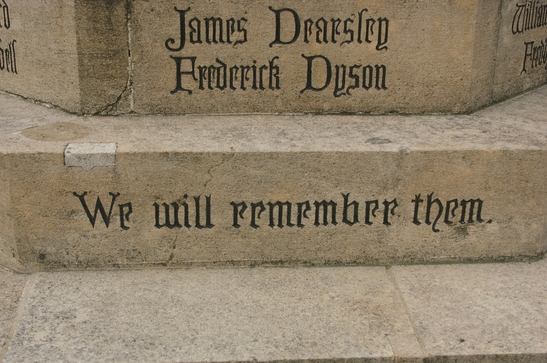 James Dearsley
Frederick Dyson
We will remember them.